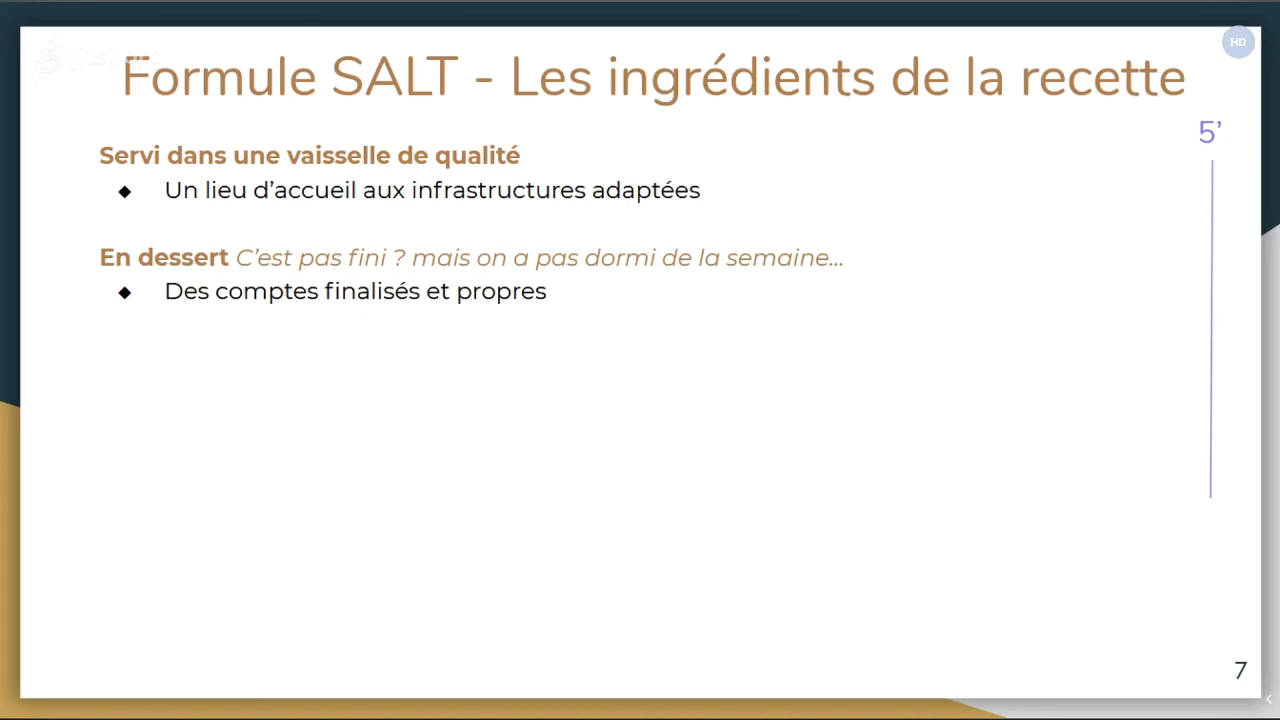 HD
Formule SALT - Les ingrédients de la recette
5’
Servi dans une vaisselle de qualité
◆ Un lieu d’accueil aux infrastructures adaptées
En dessert C’est pas fini ? mais on a pas dormi de la semaine...
◆ Des comptes finalisés et propres
7